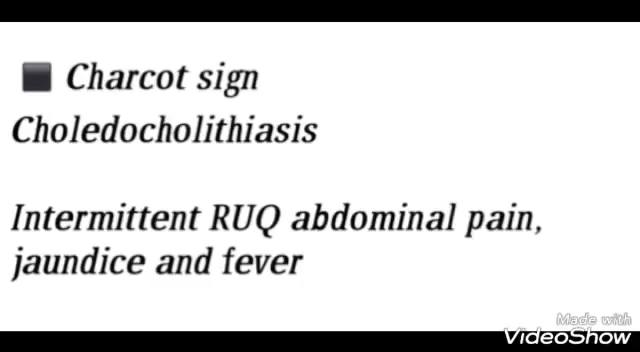 ◾ Charcot sign
Choledocholithiasis
Intermittent RUQ abdominal pain,
jaundice and fever
Made with
VideoShow